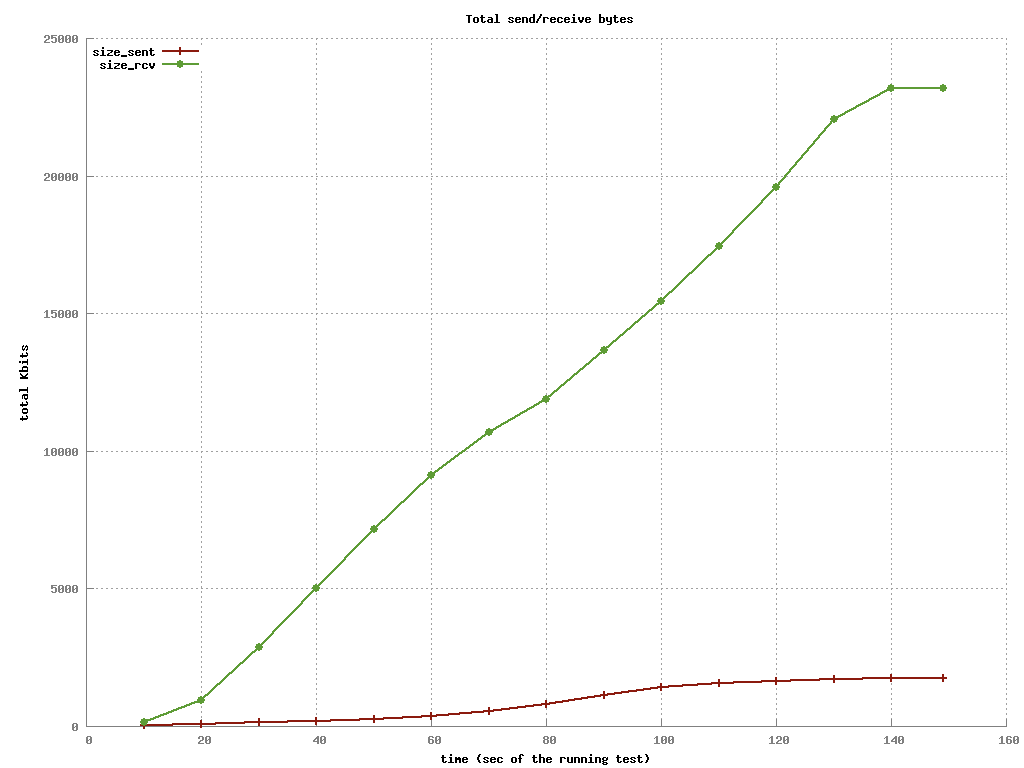 Total send/receive bytes
25000
size_sent
size_rcv
20000
15000
total Kbits
10000
5000
0
0 20 40 60 80 100 120 140 160
time (sec of the running test)